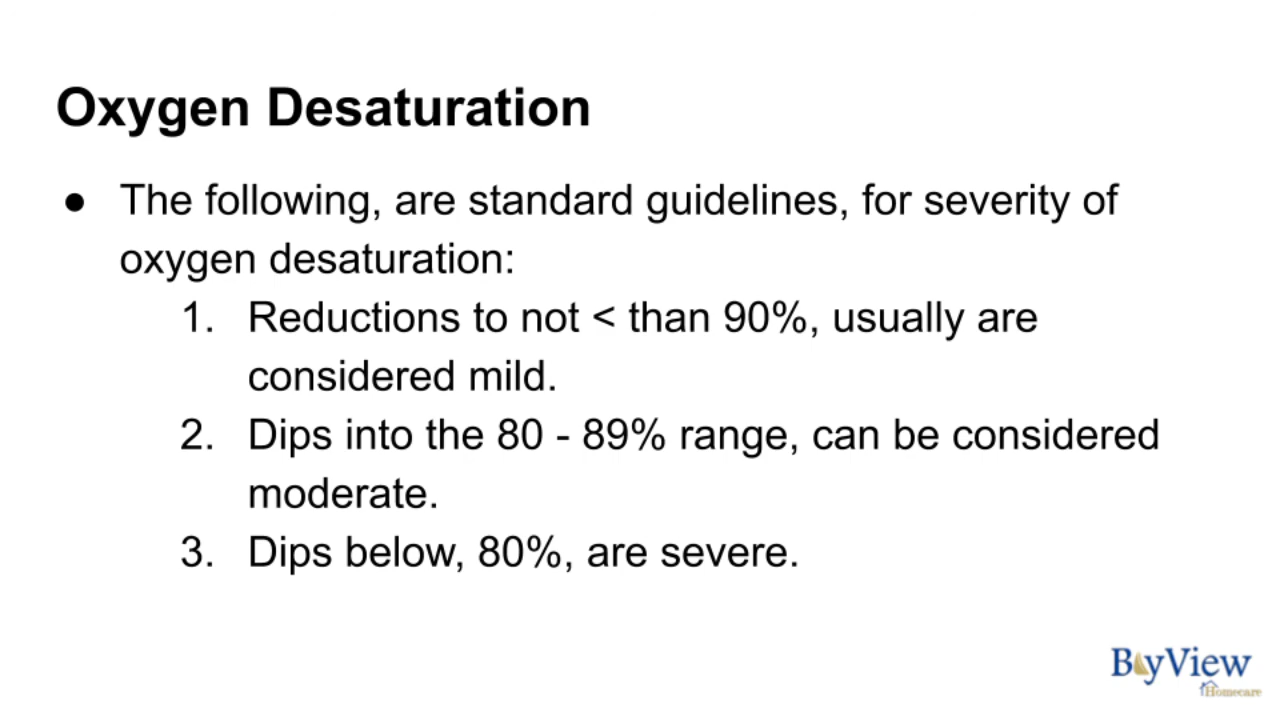 Oxygen Desaturation
● The following, are standard guidelines, for severity of
oxygen desaturation:
1. Reductions to not < than 90%, usually are
considered mild.
2. Dips into the 80 - 89% range, can be considered
moderate.
3. Dips below, 80%, are severe.
BayView
Homecare